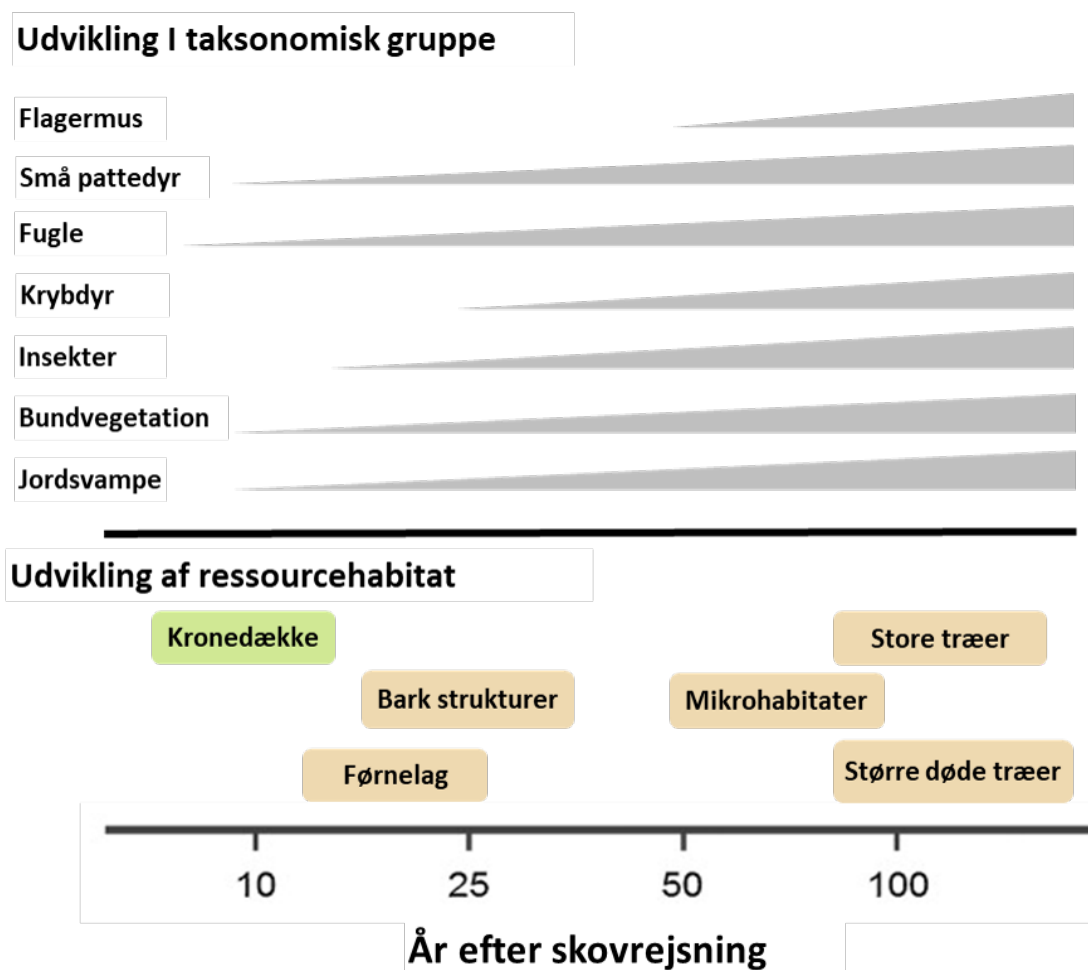 Udvikling I taksonomisk gruppe
Flagermus
Små pattedyr
Fugle
Krybdyr
Insekter
Bundvegetation
Jordsvampe
Udvikling af ressourcehabitat
Kronedække
Store træer
Bark strukturer
Mikrohabitater
Førnelag
Større døde træer
10
25
50
100
År efter skovrejsning